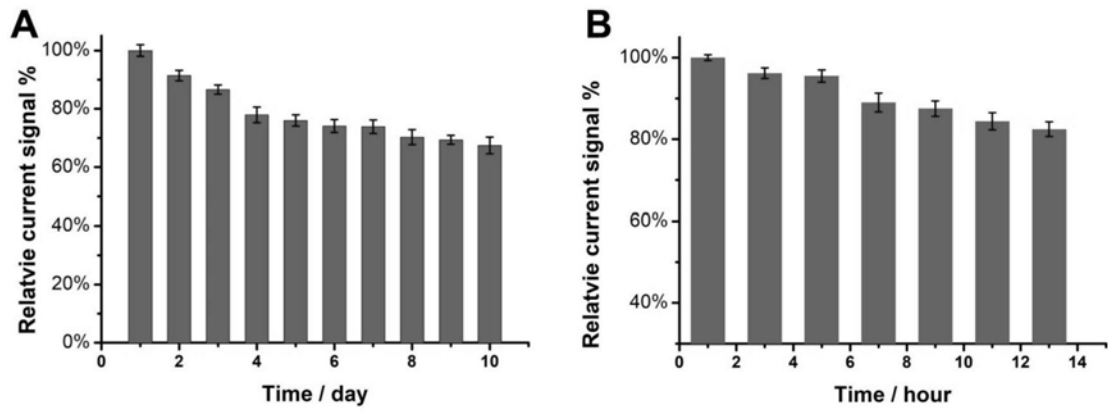 A
Relatvie current signal %
100%
80%
60%
40%
20%
0%
0 2 4 6 8 10
Time / day
B
Relatvie current signal %
100%
80%
60%
40%
0 2 4 6 8 10 12 14
Time / hour